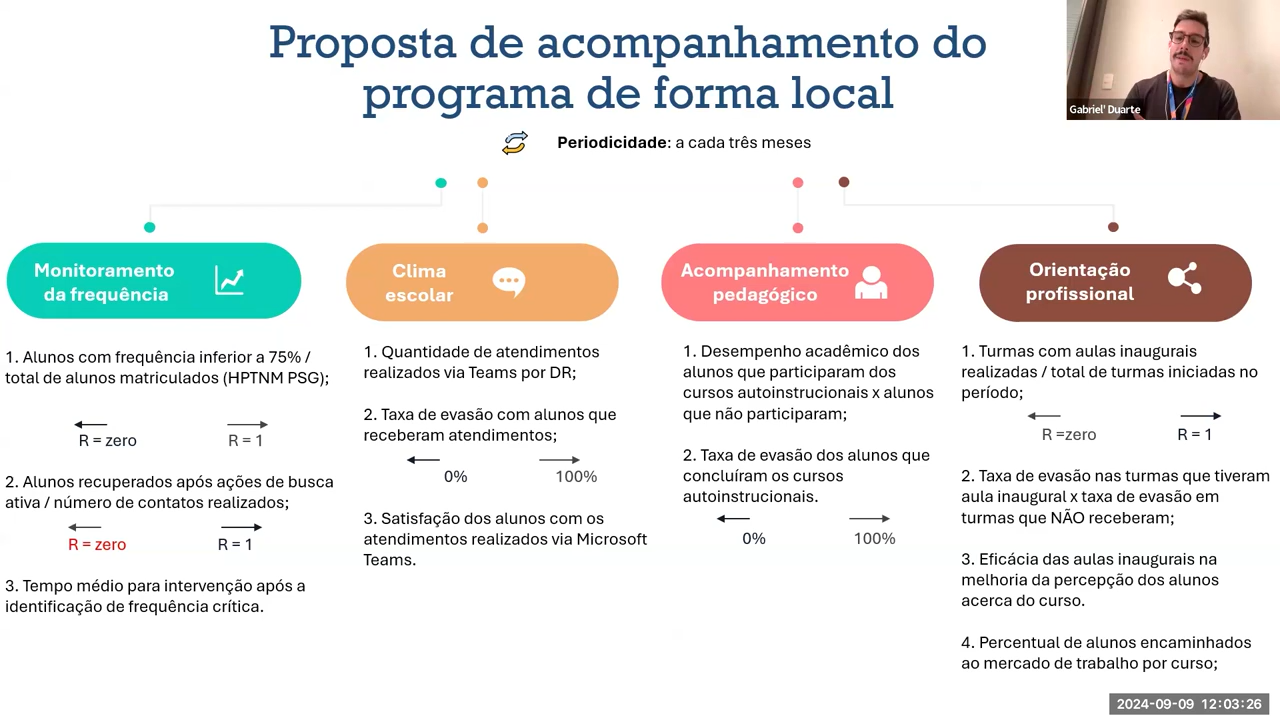 Proposta de acompanhamento do
programa de forma local
Gabriel' Duarte
Periodicidade: a cada três meses
Monitoramento
da frequência
1. Alunos com frequência inferior a 75% /
total de alunos matriculados (HPTNM PSG);
R = zero
R = 1
2. Alunos recuperados após ações de busca
ativa / número de contatos realizados;
R = zero
R = 1
3. Tempo médio para intervenção após a
identificação de frequência crítica.
Clima
escolar
1. Quantidade de atendimentos
realizados via Teams por DR;
2. Taxa de evasão com alunos que
receberam atendimentos;
0%
100%
3. Satisfação dos alunos com os
atendimentos realizados via Microsoft
Teams.
Acompanhamento
pedagógico
1. Desempenho acadêmico dos
alunos que participaram dos
cursos autoinstrucionais x alunos
que não participaram;
2. Taxa de evasão dos alunos que
concluíram os cursos
autoinstrucionais.
0%
100%
Orientação
profissional
1. Turmas com aulas inaugurais
realizadas / total de turmas iniciadas no
período;
R =zero
R = 1
2. Taxa de evasão nas turmas que tiveram
aula inaugural x taxa de evasão em
turmas que NÃO receberam;
3. Eficácia das aulas inaugurais na
melhoria da percepção dos alunos
acerca do curso.
4. Percentual de alunos encaminhados
ao mercado de trabalho por curso;
2024-09-09 12:03:26